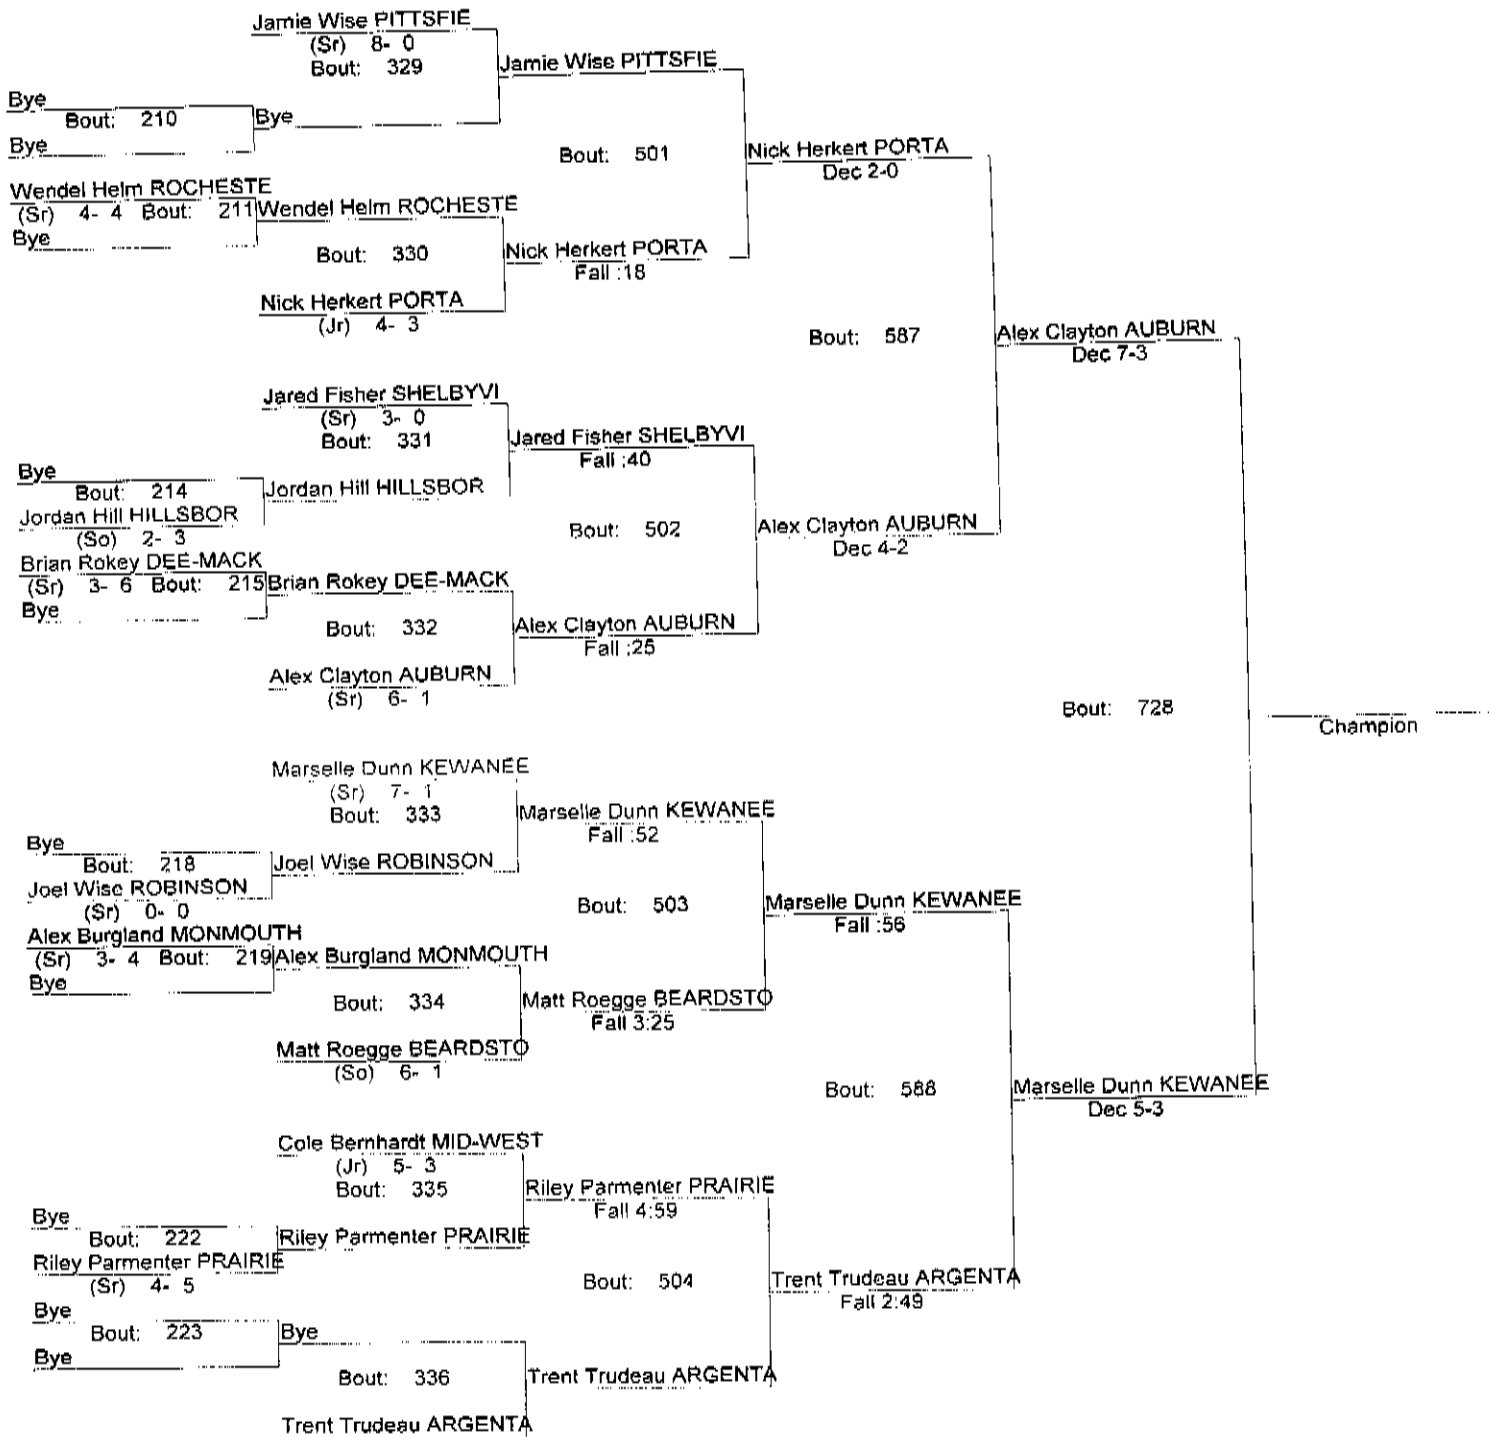 Jamie Wise PITTSFIE
(Sr) 8- 0
Bout: 329
Jamie Wise PITTSFIE
Bye
Bout: 210
Bye
Bye
Bout: 501
Nick Herkert PORTA
Dec 2-0
Wendel Helm ROCHESTE
(Sr) 4- 4 Bout: 211
Wendel Helm ROCHESTE
Bye
Bout: 330
Nick Herkert PORTA
Fall :18
Nick Herkert PORTA
(Jr) 4- 3
Bout: 587
Alex Clayton AUBURN
Dec 7-3
Jared Fisher SHELBYVI
(Sr) 3- 0
Bout: 331
Jared Fisher SHELBYVI
Fall :40
Bye
Bout: 214
Jordan Hill HILLSBOR
Jordan Hill HILLSBOR
(So) 2- 3
Bout: 502
Alex Clayton AUBURN
Dec 4-2
Brian Rokey DEE-MACK
(Sr) 3- 6 Bout: 215
Brian Rokey DEE-MACK
Bye
Bout: 332
Alex Clayton AUBURN
Fall :25
Alex Clayton AUBURN
(Sr) 6- 1
Bout: 728
Champion
Marselle Dunn KEWANEE
(Sr) 7- 1
Bout: 333
Marselle Dunn KEWANEE
Fall :52
Bye
Bout: 218
Joel Wise ROBINSON
Joel Wise ROBINSON
(Sr) 0- 0
Bout: 503
Marselle Dunn KEWANEE
Fall :56
Alex Burgland MONMOUTH
(Sr) 3- 4 Bout: 219
Alex Burgland MONMOUTH
Bye
Bout: 334
Matt Roegge BEARDSTO
Fall 3:25
Matt Roegge BEARDSTO
(So) 6- 1
Bout: 588
Marselle Dunn KEWANEE
Dec 5-3
Cole Bernhardt MID-WEST
(Jr) 5- 3
Bout: 335
Riley Parmenter PRAIRIE
Fall 4:59
Bye
Bout: 222
Riley Parmenter PRAIRIE
Riley Parmenter PRAIRIE
(Sr) 4- 5
Bout: 504
Trent Trudeau ARGENTA
Fall 2:49
Bye
Bout: 223
Bye
Bye
Bout: 336
Trent Trudeau ARGENTA
Trent Trudeau ARGENTA